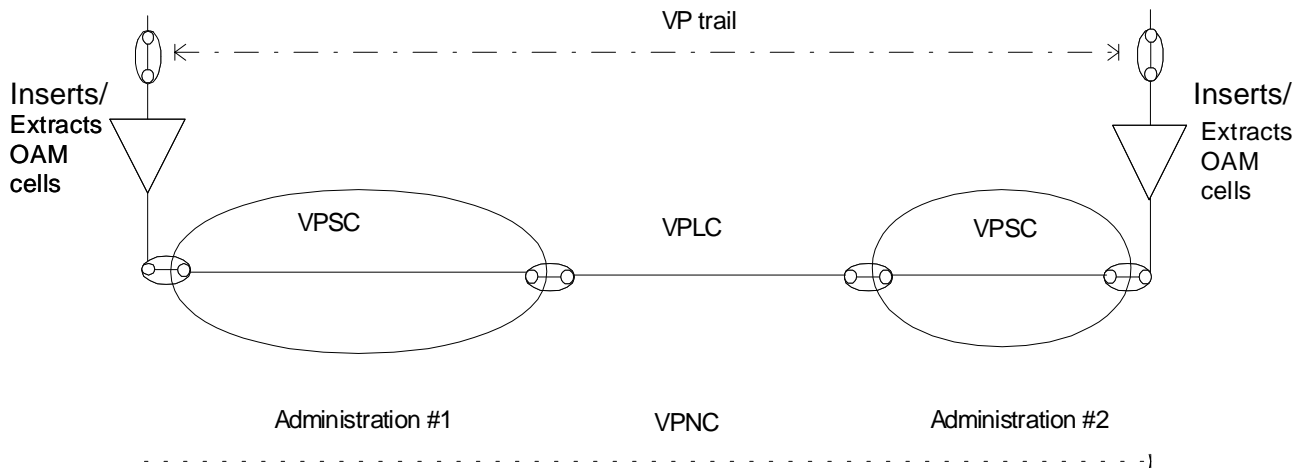 VP trail
Inserts/
Extracts
OAM
cells
Inserts/
Extracts
OAM
cells
VPSC
VPLC
VPSC
Administration #1
VPNC
Administration #2